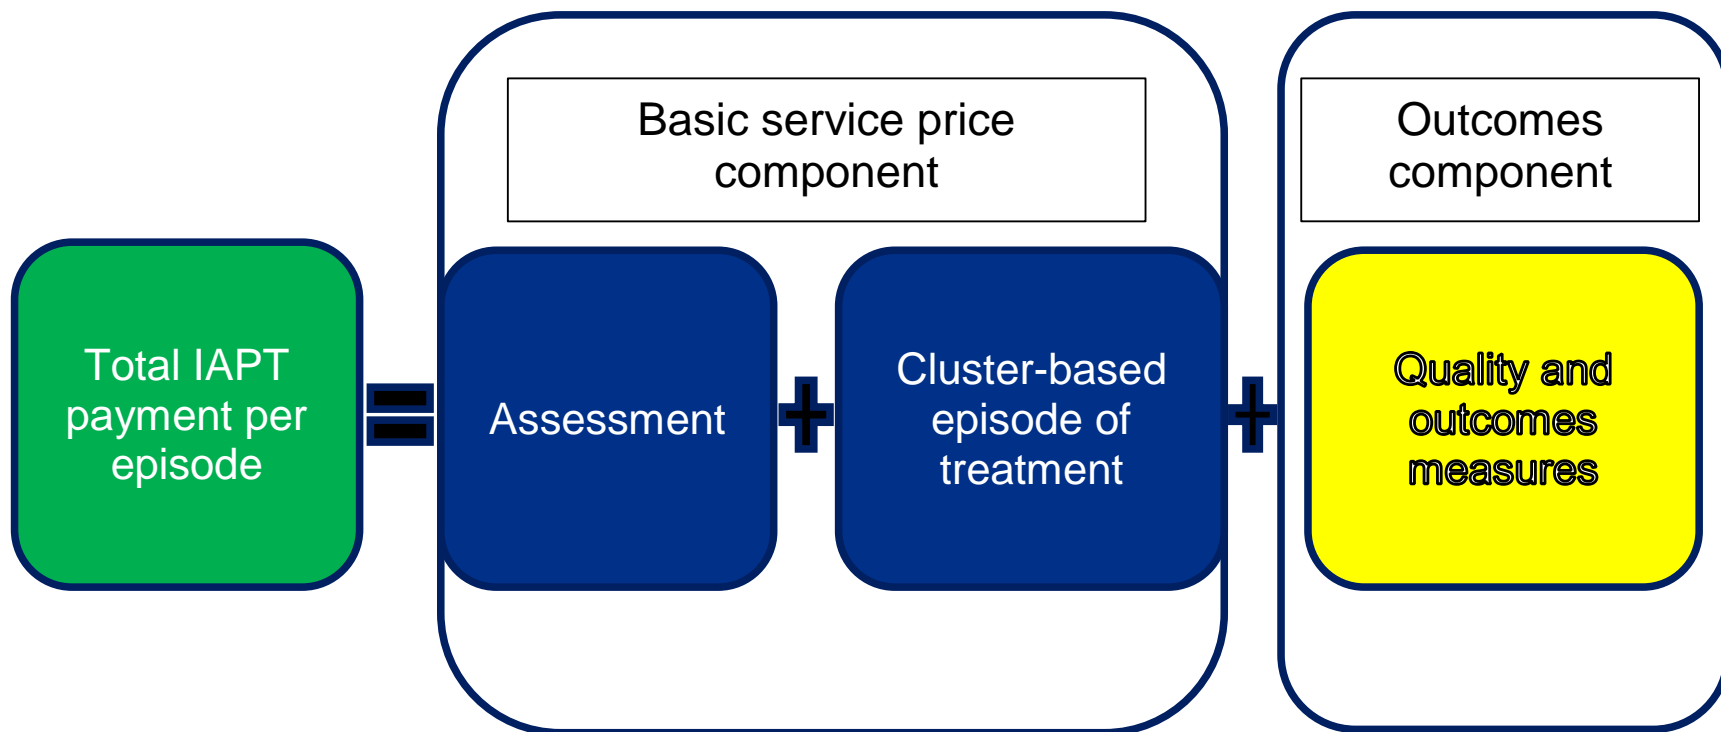 Basic service price
component
Outcomes
component
Total IAPT
payment per
episode
=
Assessment
+
Cluster-based
episode of
treatment
+
Quality and
outcomes
measures